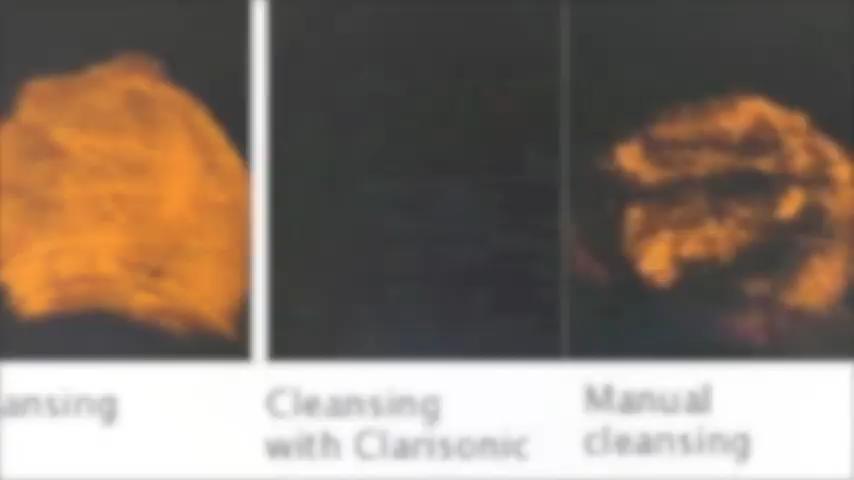 ansing
Cleansing
with Clarisonic
Manual
cleansing